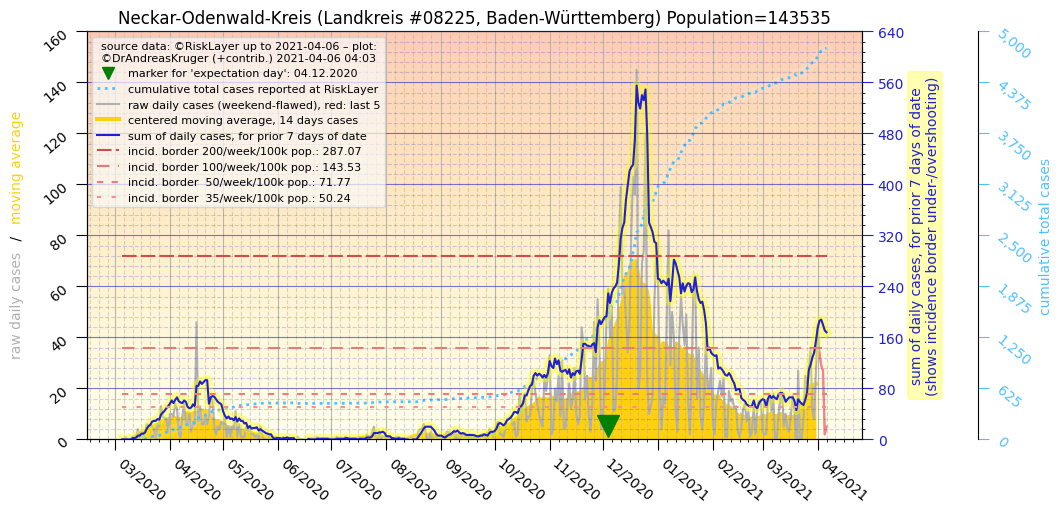 Neckar-Odenwald-Kreis (Landkreis #08225, Baden-Württemberg) Population=143535
source data: ©RiskLayer up to 2021-04-06 – plot:
©DrAndreasKruger (+contrib.) 2021-04-06 04:03
marker for 'expectation day': 04.12.2020
cumulative total cases reported at RiskLayer
raw daily cases (weekend-flawed), red: last 5
centered moving average, 14 days cases
sum of daily cases, for prior 7 days of date
incid. border 200/week/100k pop.: 287.07
incid. border 100/week/100k pop.: 143.53
incid. border  50/week/100k pop.: 71.77
incid. border  35/week/100k pop.: 50.24
raw daily cases / moving average
160
140
120
100
80
60
40
20
0
03/2020
04/2020
05/2020
06/2020
07/2020
08/2020
09/2020
10/2020
11/2020
12/2020
01/2021
02/2021
03/2021
04/2021
640
560
480
400
320
240
160
80
0
sum of daily cases, for prior 7 days of date
(shows incidence border under-/overshooting)
5,000
4,375
3,750
3,125
2,500
1,875
1,250
625
0
cumulative total cases